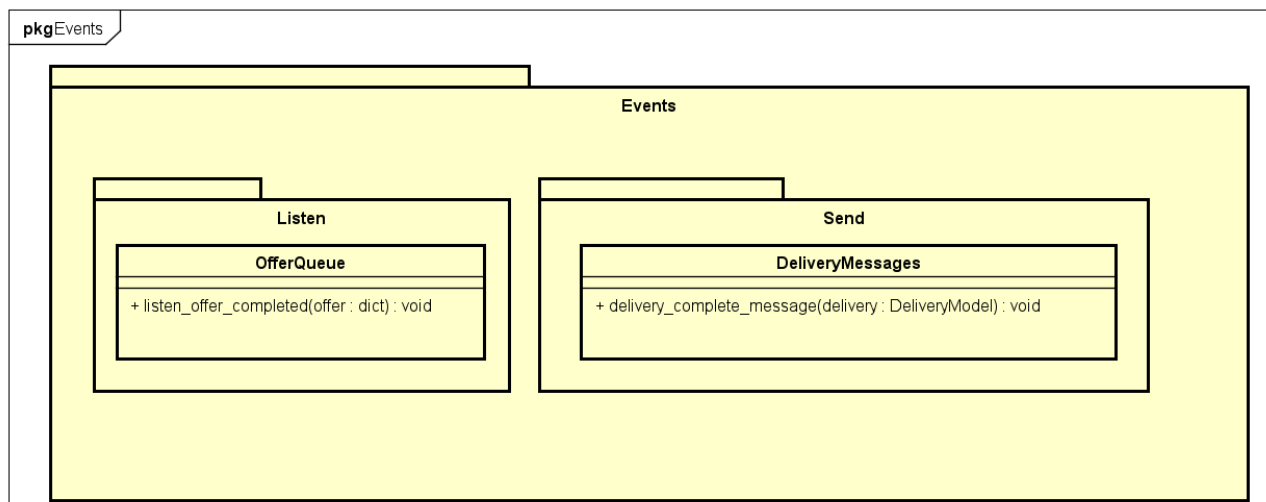 pkgEvents
Events
Listen
Send
OfferQueue
DeliveryMessages
+ listen_offer_completed(offer : dict) : void
+ delivery_complete_message(delivery : DeliveryModel) : void